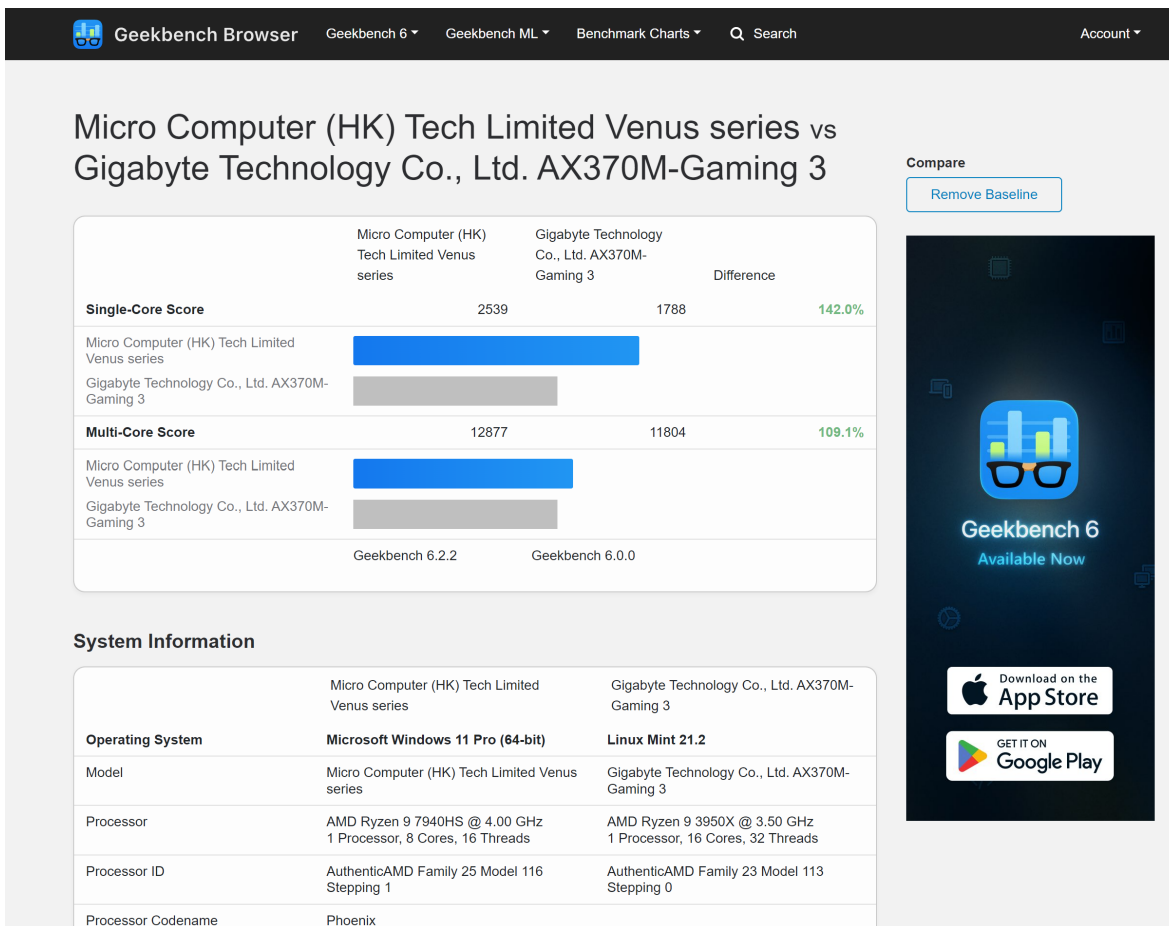 Geekbench Browser Geekbench 6 Geekbench ML Benchmark Charts Search Account
Micro Computer (HK) Tech Limited Venus series vs
Gigabyte Technology Co., Ltd. AX370M-Gaming 3
Compare
Remove Baseline
Micro Computer (HK) Gigabyte Technology
Tech Limited Venus Co., Ltd. AX370M-
series Gaming 3 Difference
Single-Core Score 2539 1788 142.0%
Micro Computer (HK) Tech Limited
Venus series
Gigabyte Technology Co., Ltd. AX370M-
Gaming 3
Multi-Core Score 12877 11804 109.1%
Micro Computer (HK) Tech Limited
Venus series
Gigabyte Technology Co., Ltd. AX370M-
Gaming 3
Geekbench 6.2.2 Geekbench 6.0.0
System Information
Micro Computer (HK) Tech Limited Gigabyte Technology Co., Ltd. AX370M-
Venus series Gaming 3
Operating System Microsoft Windows 11 Pro (64-bit) Linux Mint 21.2
Model Micro Computer (HK) Tech Limited Venus Gigabyte Technology Co., Ltd. AX370M-
series Gaming 3
Processor AMD Ryzen 9 7940HS @ 4.00 GHz AMD Ryzen 9 3950X @ 3.50 GHz
1 Processor, 8 Cores, 16 Threads 1 Processor, 16 Cores, 32 Threads
Processor ID AuthenticAMD Family 25 Model 116 AuthenticAMD Family 23 Model 113
Stepping 1 Stepping 0
Processor Codename Phoenix
Geekbench 6
Available Now
Download on the
App Store
GET IT ON
Google Play